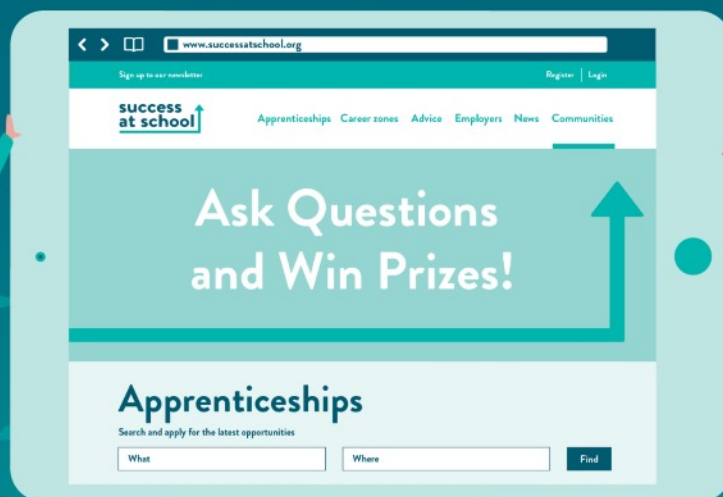 www.successatschool.org
Sign up to our newsletter
Register | Login
success
at school
Apprenticeships Career zones Advice Employers News Communities
Ask Questions
and Win Prizes!
Apprenticeships
Search and apply for the latest opportunities
What Where Find